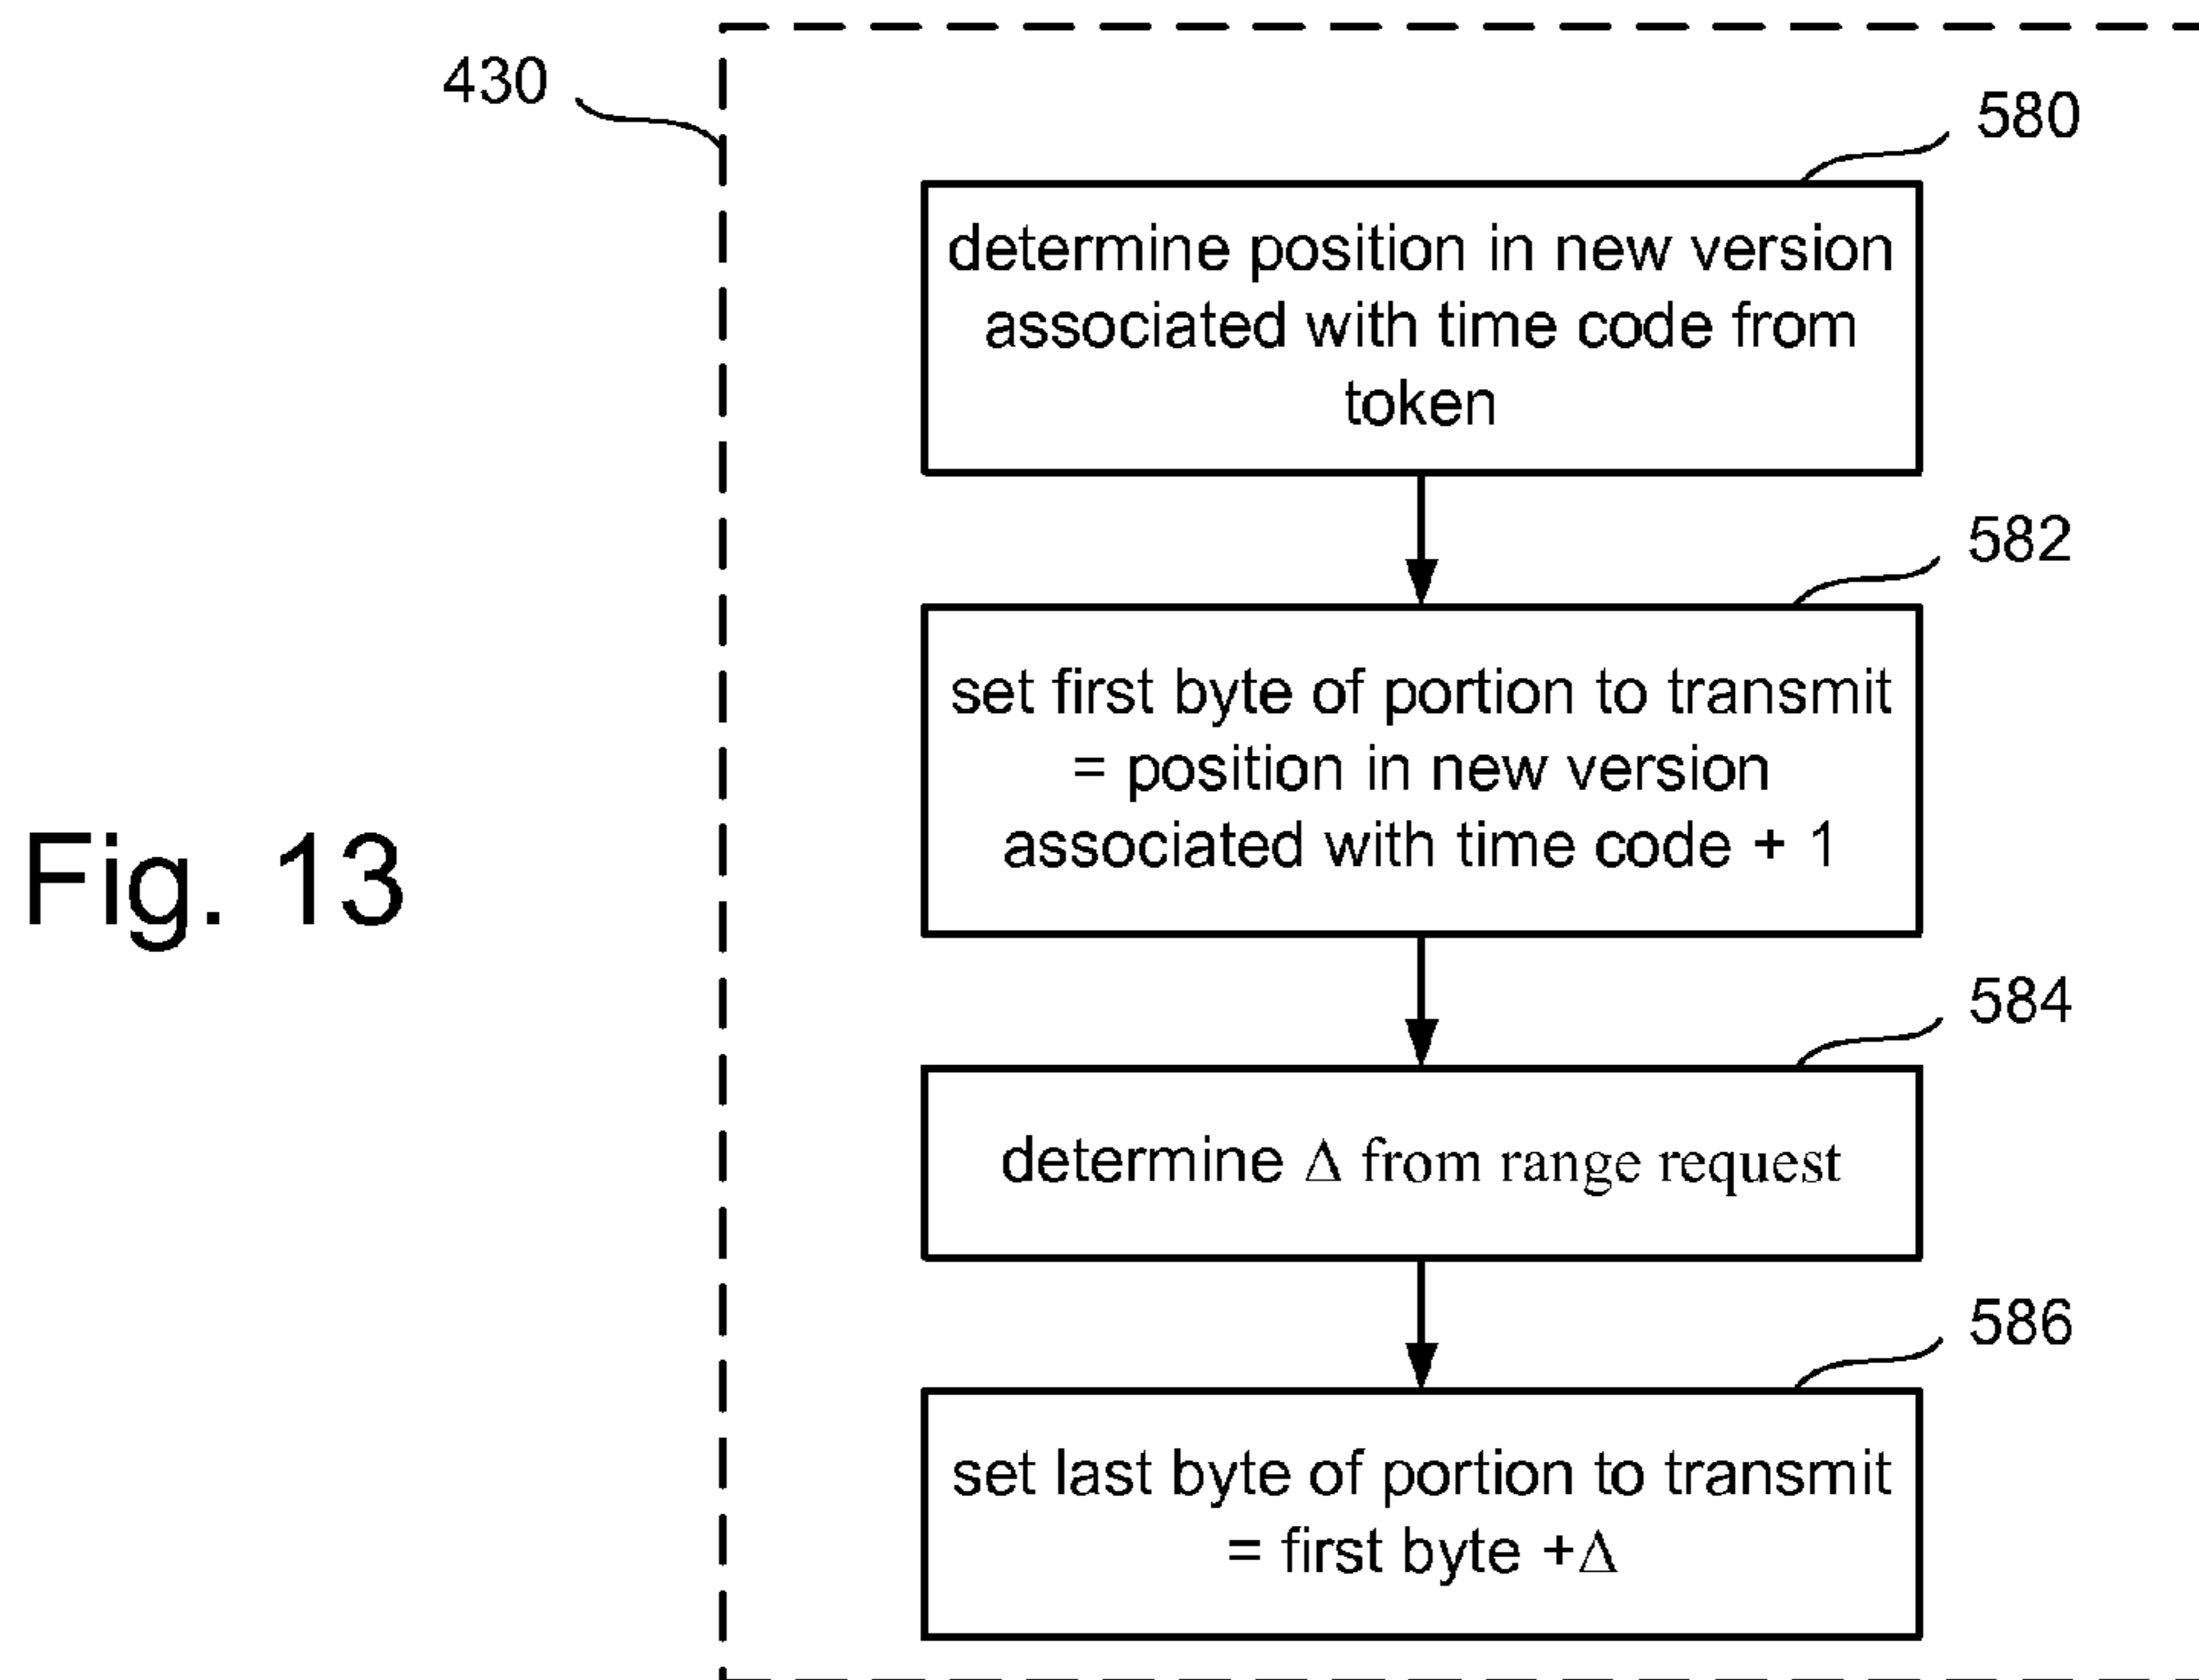 430
580
determine position in new version
associated with time code from
token
582
set first byte of portion to transmit
= position in new version
associated with time code + 1
Fig. 13
584
determine Δ from range request
586
set last byte of portion to transmit
= first byte +Δ